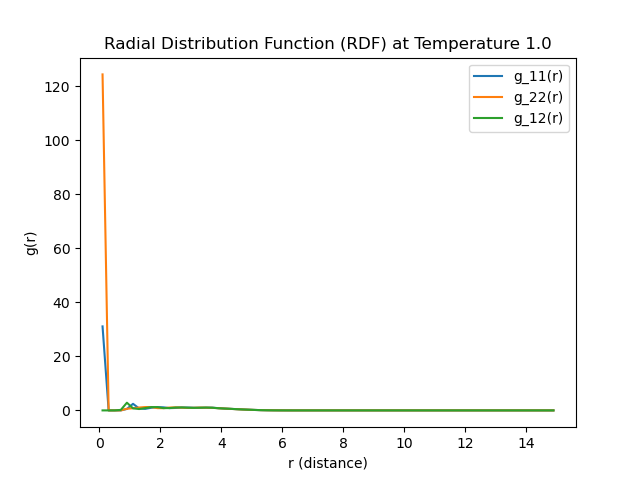 Radial Distribution Function (RDF) at Temperature 1.0
g_11(r)
g_22(r)
g_12(r)
g(r)
120
100
80
60
40
20
0
0 2 4 6 8 10 12 14
r (distance)